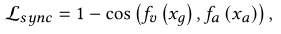 ℒ_{sync} = 1 − cos (f_v (x_g) , f_a (x_a)) ,